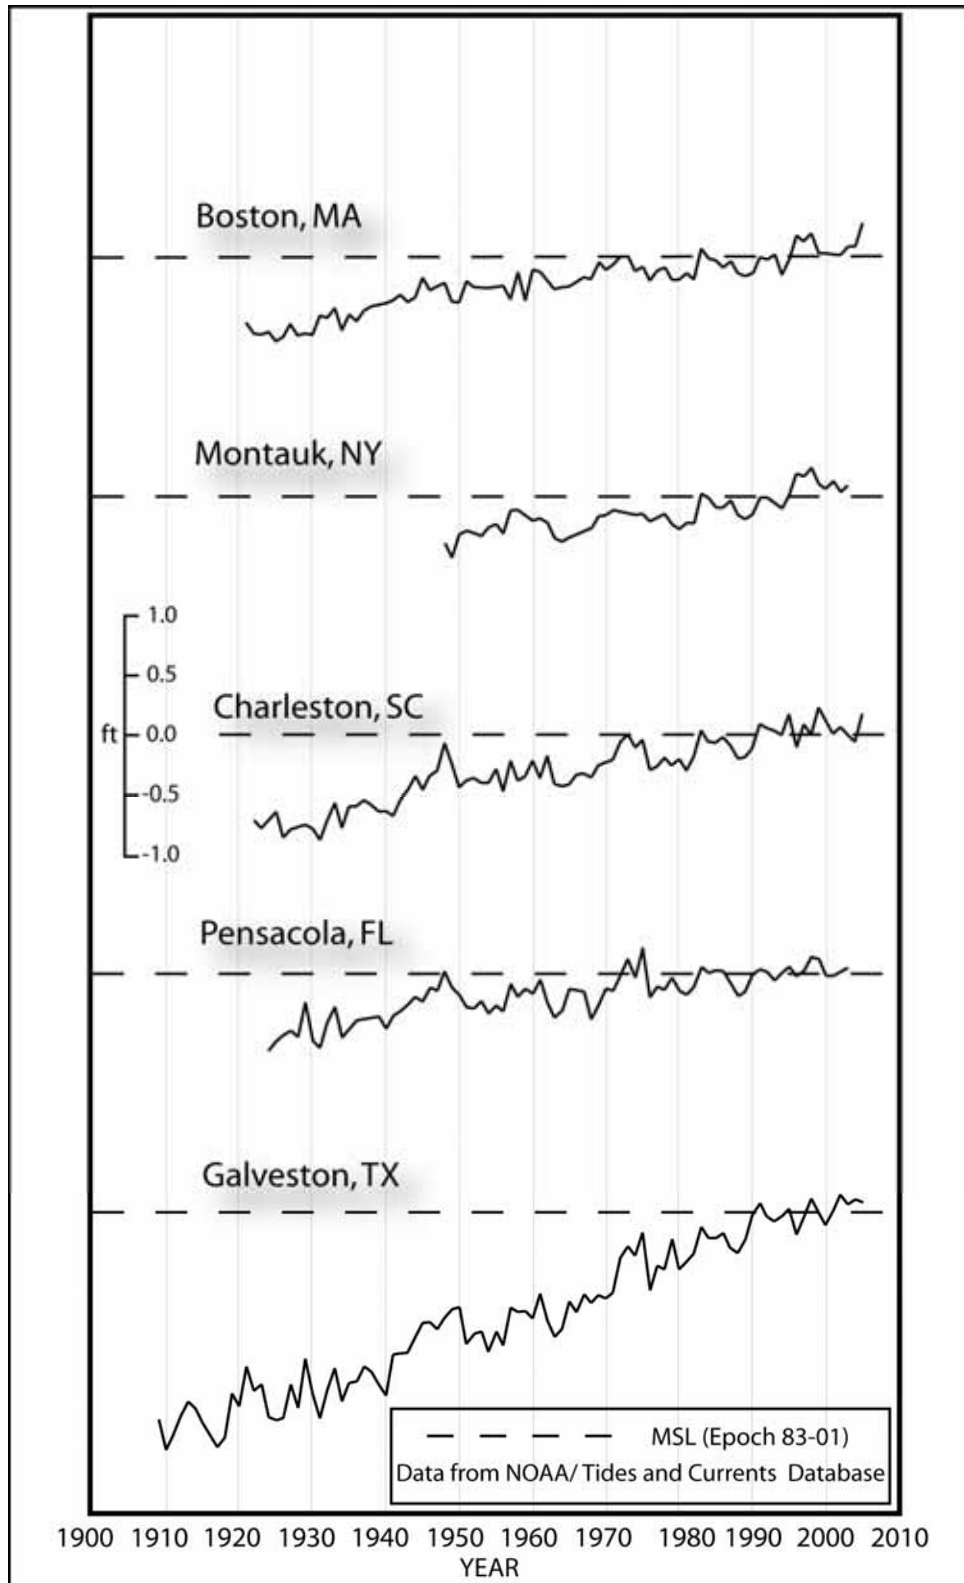 Boston, MA
Montauk, NY
1.0
0.5
Charleston, SC
ft 0.0
-0.5
-1.0
Pensacola, FL
Galveston, TX
MSL (Epoch 83-01)
Data from NOAA/ Tides and Currents Database
1900 1910 1920 1930 1940 1950 1960 1970 1980 1990 2000 2010
YEAR